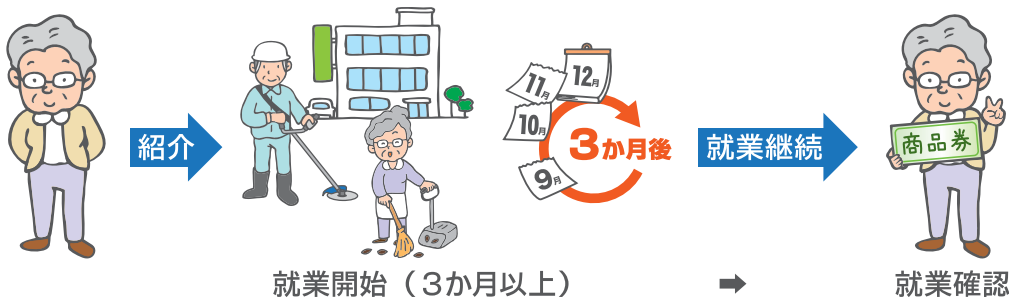 紹介
11月
12月
10月
9月
3か月後
就業継続
商品券
就業開始(3か月以上)
➡
就業確認